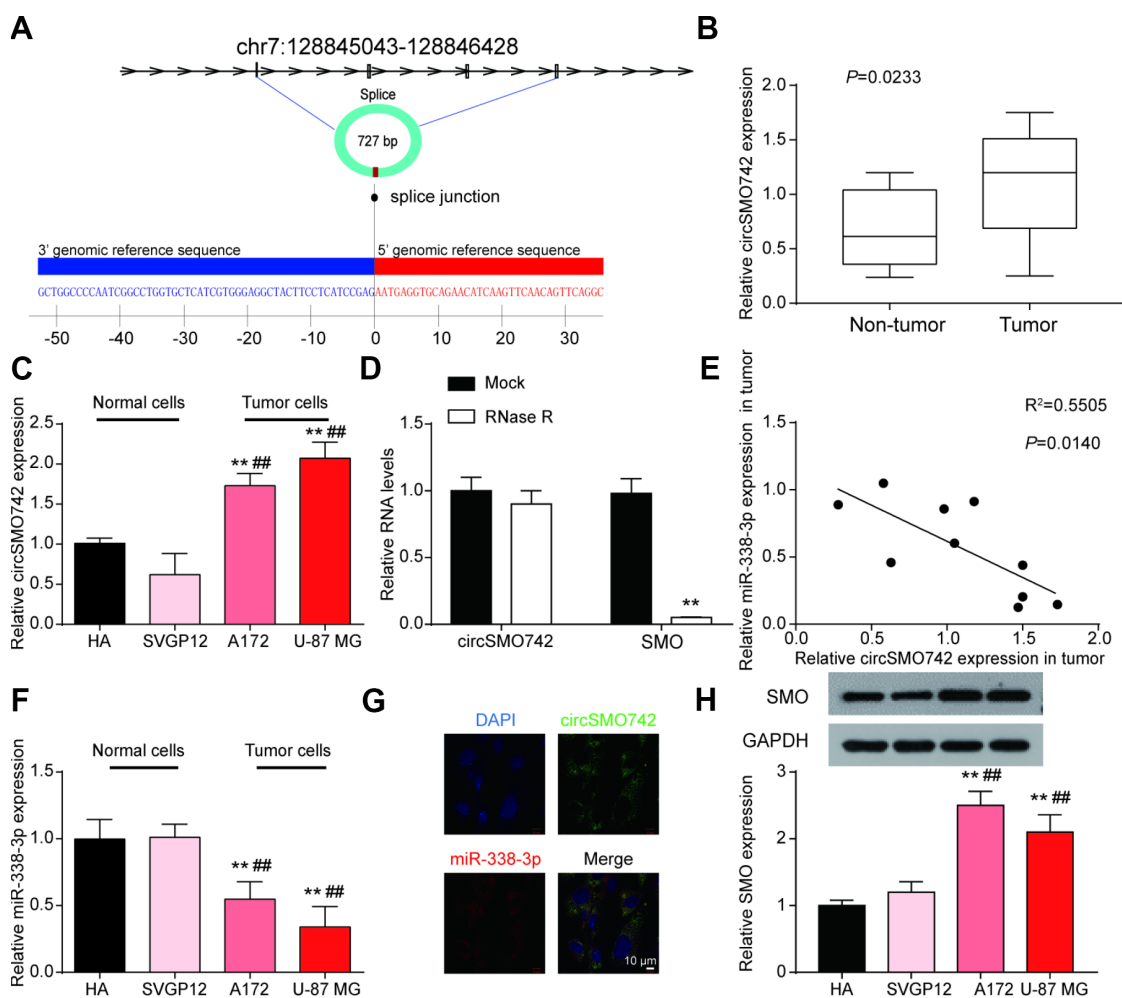 A
chr7:128845043-128846428
Splice
727 bp
splice junction
3' genomic reference sequence
5' genomic reference sequence
GCTGGCCCCAATCGGCCTGGTGCTCATCGTGGGAGGCTACTTCCTCATCCGAGAATGAGGTGCAGAACATCAAGTTCAACAGTTCAGGC
-50 -40 -30 -20 -10 0 10 20 30
B
Relative circSMO742 expression
P=0.0233
2.0
1.5
1.0
0.5
0.0
Non-tumor Tumor
C
Relative circSMO742 expression
Normal cells Tumor cells
2.5
2.0
1.5
1.0
0.5
0.0
** ## ** ##
HA SVGP12 A172 U-87 MG
D
Mock
RNase R
Relative RNA levels
1.5
1.0
0.5
0.0
**
circSMO742 SMO
E
Relative miR-338-3p expression in tumor
R²=0.5505
P=0.0140
1.5
1.0
0.5
0.0
0.0 0.5 1.0 1.5 2.0
Relative circSMO742 expression in tumor
F
Relative miR-338-3p expression
Normal cells Tumor cells
1.5
1.0
0.5
0.0
** ## ** ##
HA SVGP12 A172 U-87 MG
G
DAPI circSMO742
miR-338-3p Merge
10 μm
H
SMO
GAPDH
Relative SMO expression
3
2
1
0
** ## ** ##
HA SVGP12 A172 U-87 MG